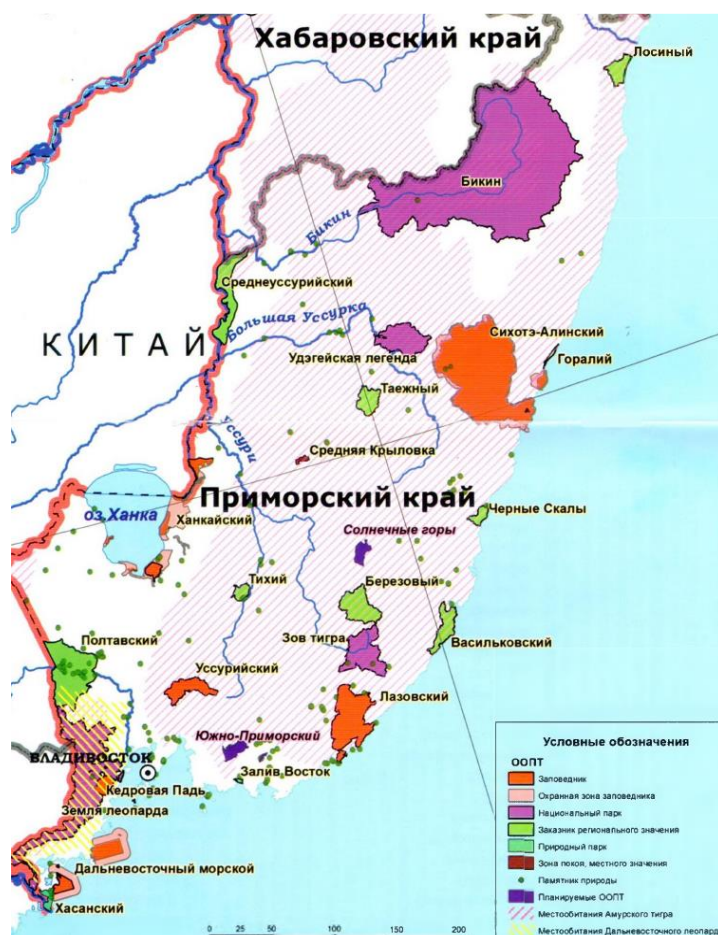 Хабаровский край
Лосиный
Бикин
Бикин
Среднеуссурийский
Большая Уссурка
КИТАЙ
Сихотэ-Алинский
Удэгейская легенда
Горалий
Таежный
Уссури
Средняя Крыловка
Приморский край
оз.Ханка
Ханкайский
Черные Скалы
Солнечные горы
Тихий
Березовый
Полтавский
Зов тигра
Васильковский
Уссурийский
Лазовский
Южно-Приморский
ВЛАДИВОСТОК
Залив Восток
Кедровая Падь
Земля леопарда
Дальневосточный морской
Хасанский
0 25 50 100 150 200
Условные обозначения
ООПТ
Заповедник
Охранная зона заповедника
Национальный парк
Заказник регионального значения
Природный парк
Зона покоя, местного значения
Памятник природы
Планируемые ООПТ
Местообитания Амурского тигра
Местообитания Дальневосточного леопард